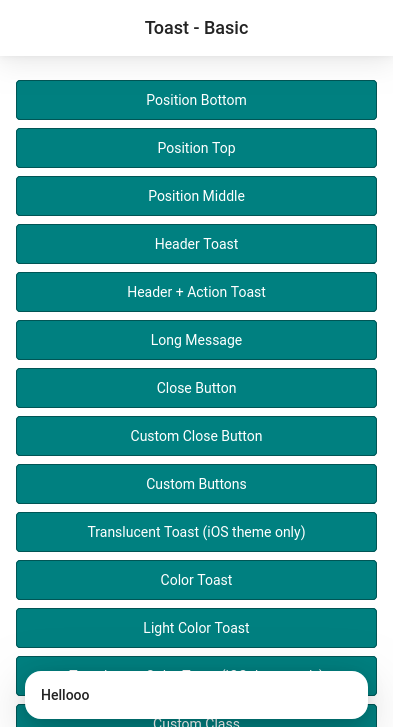 Toast - Basic
Position Bottom
Position Top
Position Middle
Header Toast
Header + Action Toast
Long Message
Close Button
Custom Close Button
Custom Buttons
Translucent Toast (iOS theme only)
Color Toast
Light Color Toast
Hellooo
Custom Class